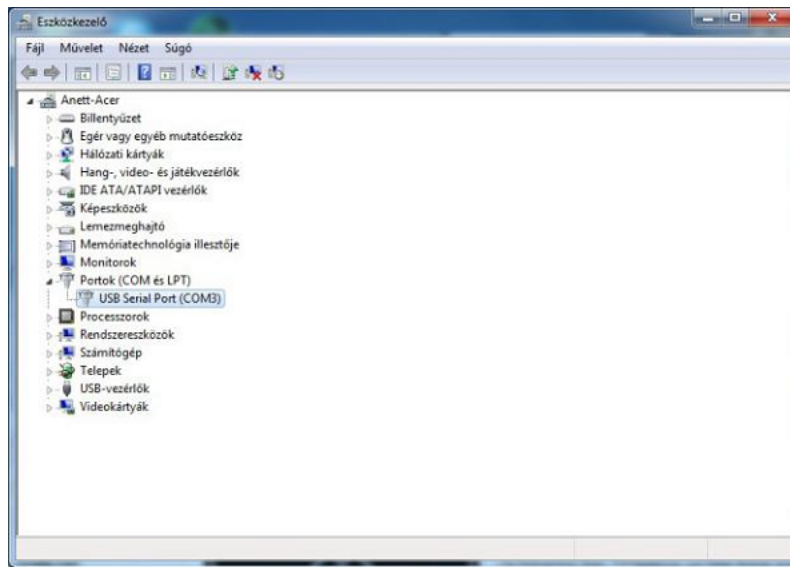 Eszközkezelő
Fájl Művelet Nézet Súgó
Anett-Acer
Billentyűzet
Egér vagy egyéb mutatóeszköz
Hálózati kártyák
Hang-, video- és játékvezérlők
IDE ATA/ATAPI vezérlők
Képeszközök
Lemezmeghajtó
Memóriatechnológia illesztője
Monitorok
Portok (COM és LPT)
USB Serial Port (COM3)
Processzorok
Rendszereszközök
Számítógép
Telepek
USB-vezérlők
Videokártyák